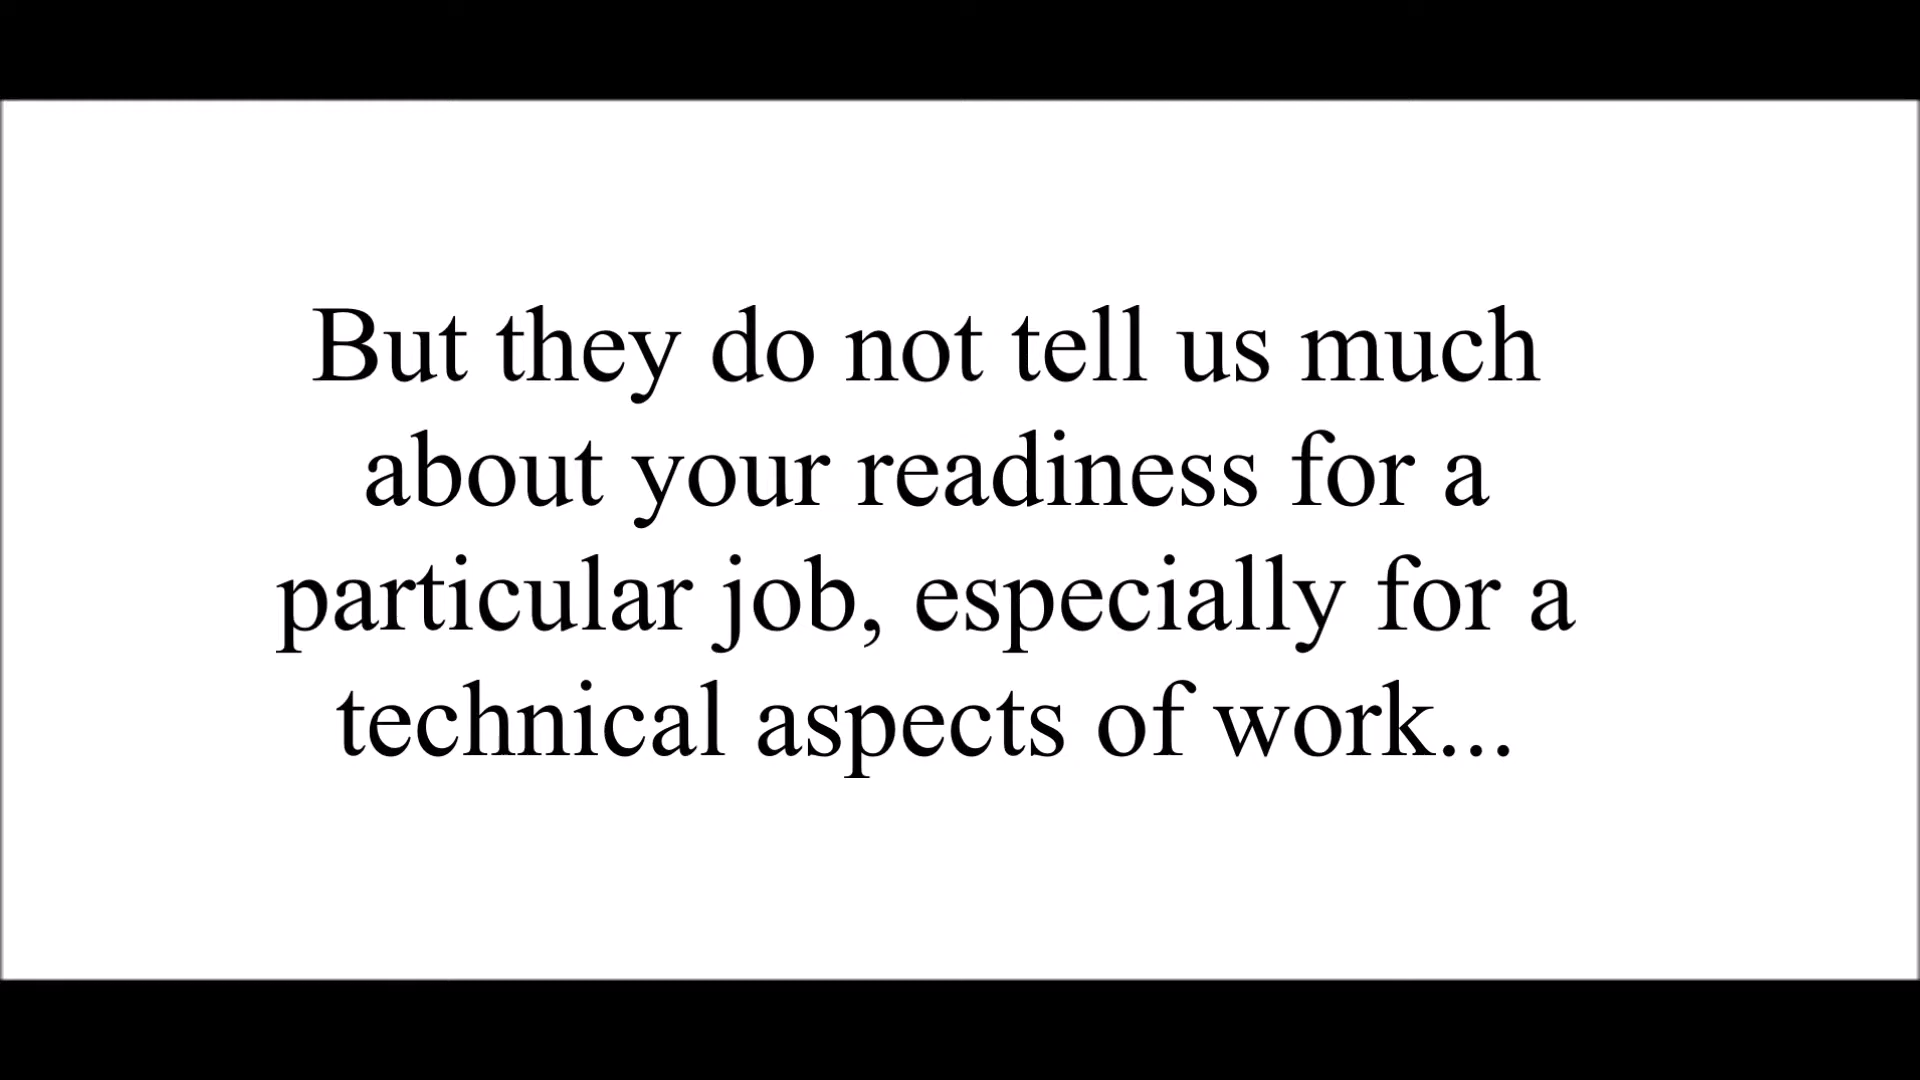 But they do not tell us much
about your readiness for a
particular job, especially for a
technical aspects of work...